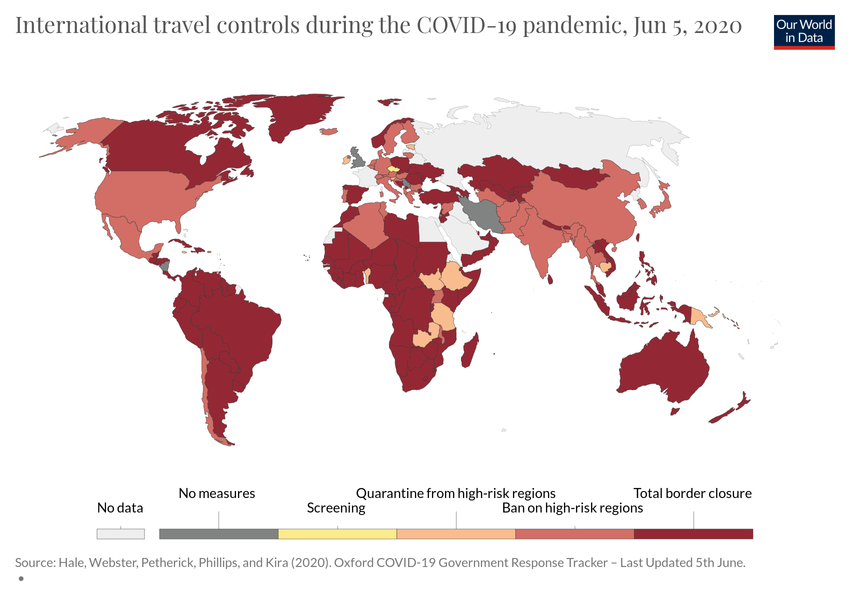 International travel controls during the COVID-19 pandemic, Jun 5, 2020
Our World
in Data
No data
No measures
Screening
Quarantine from high-risk regions
Ban on high-risk regions
Total border closure
Source: Hale, Webster, Petherick, Phillips, and Kira (2020). Oxford COVID-19 Government Response Tracker – Last Updated 5th June.
•